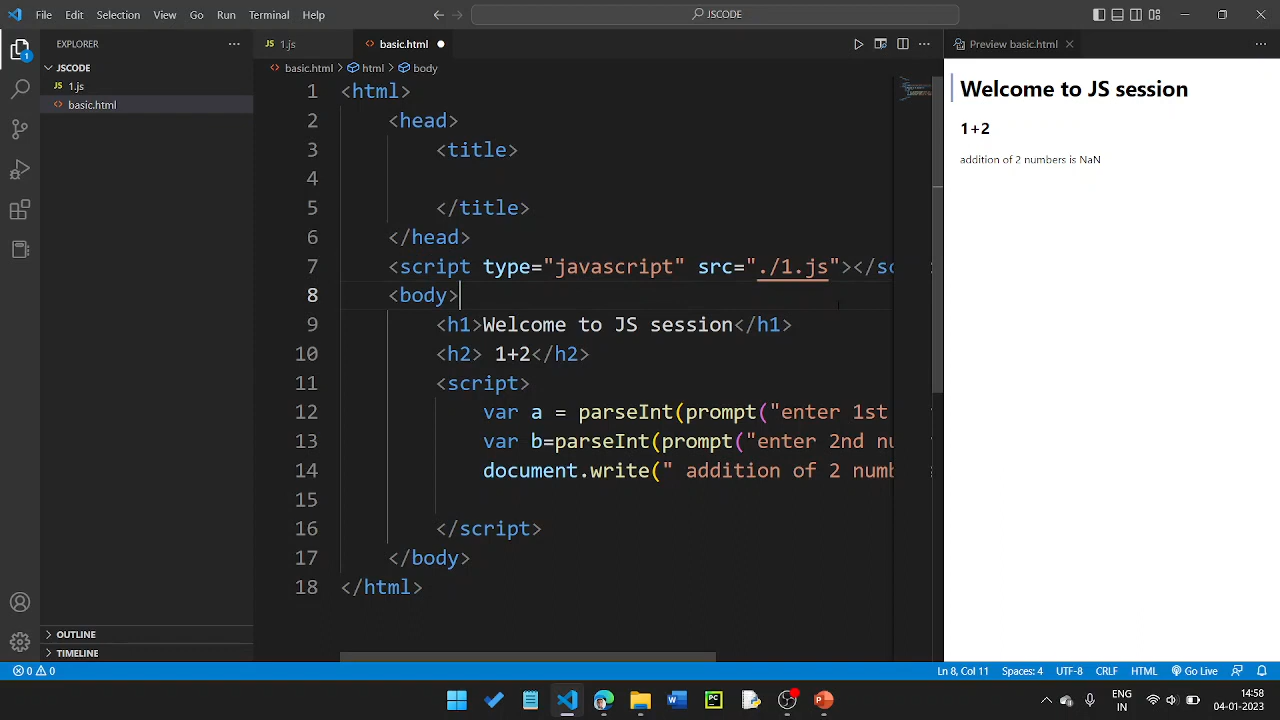 File Edit Selection View Go Run Terminal Help
JSCODE
EXPLORER
1
JSCODE
JS 1.js
<> basic.html
OUTLINE
TIMELINE
JS 1.js
<> basic.html
<> basic.html > html > body
1 <html>
2 <head>
3 <title>
4
5 </title>
6 </head>
7 <script type="javascript" src="./1.js"></sc
8 <body>
9 <h1>Welcome to JS session</h1>
10 <h2> 1+2</h2>
11 <script>
12 var a = parseInt(prompt("enter 1st
13 var b=parseInt(prompt("enter 2nd nu
14 document.write(" addition of 2 numb
15
16 </script>
17 </body>
18 </html>
Preview basic.html
Welcome to JS session
1+2
addition of 2 numbers is NaN
0 0
Ln 8, Col 11 Spaces: 4 UTF-8 CRLF HTML Go Live
W PC P
ENG
IN
14:58
04-01-2023